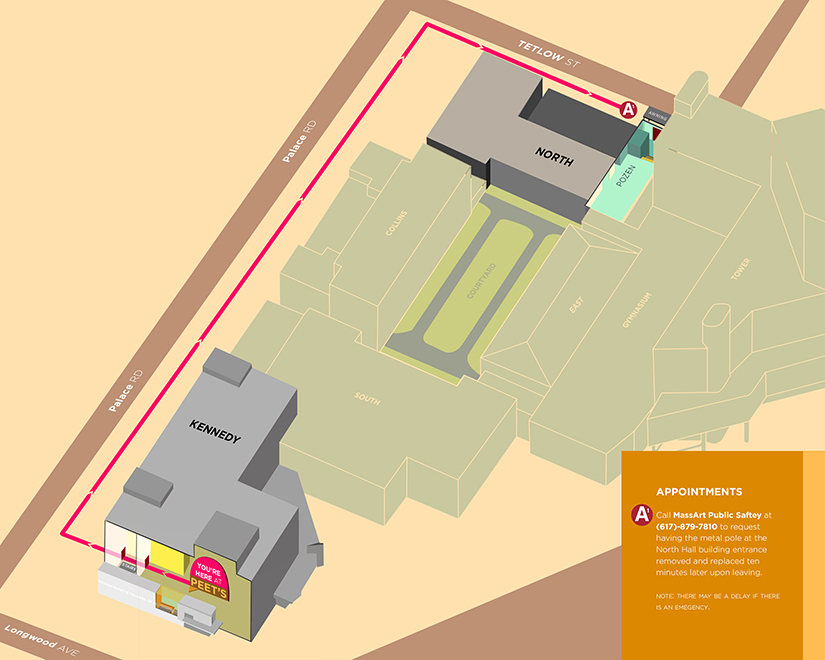 TETLOW ST
A'
AWNING
Palace RD
NORTH
POZEN
COLLINS
COURTYARD
TOWER
EAST
GYMNASIUM
Palace RD
SOUTH
KENNEDY
APPOINTMENTS
A'
Call MassArt Public Saftey at
(617)-879-7810 to request
having the metal pole at the
North Hall building entrance
removed and replaced ten
minutes later upon leaving.
NOTE: THERE MAY BE A DELAY IF THERE
IS AN EMEGENCY.
YOU'RE
HERE AT
PEET'S
Longwood AVE